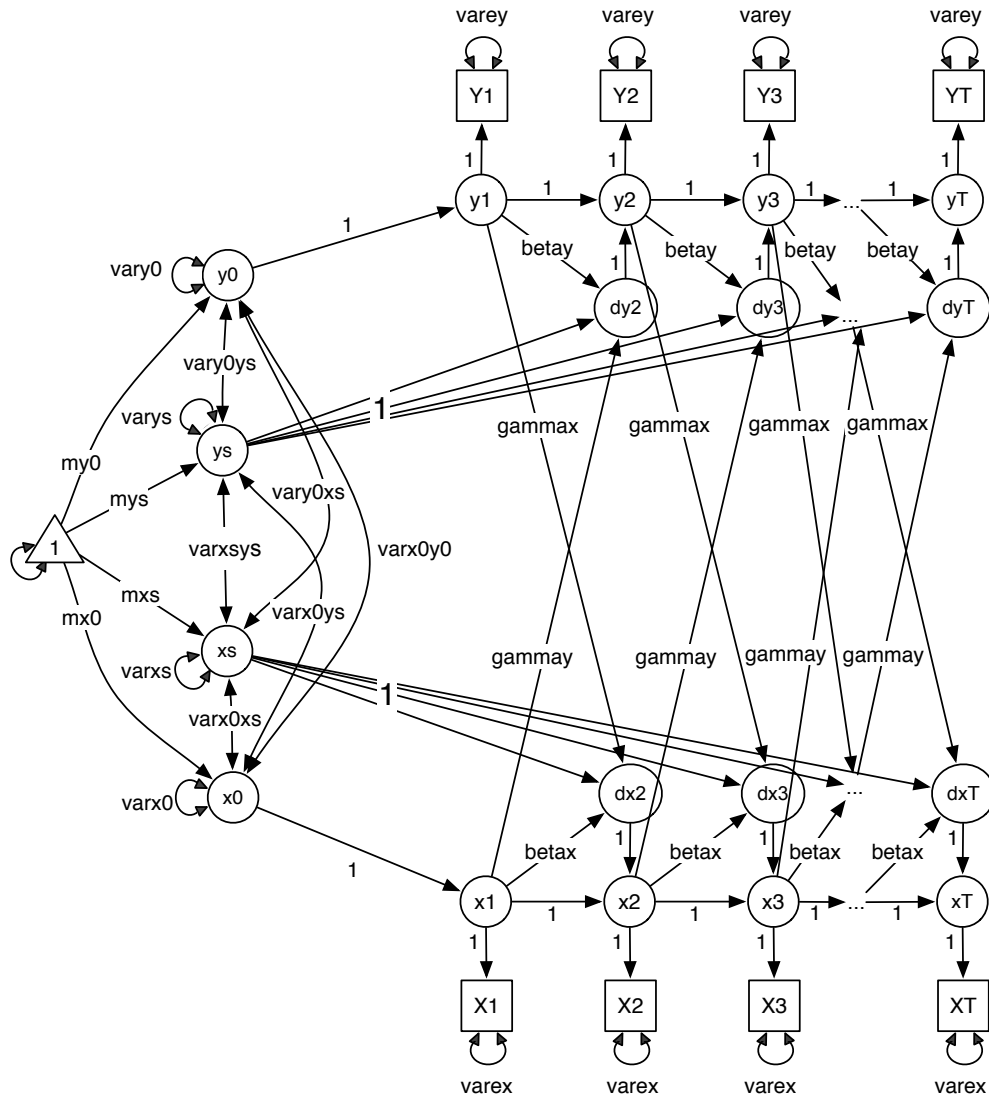 varey varey varey varey
Y1 Y2 Y3 YT
1 1 1 1
1 1 1 1
y1 y2 y3 ... yT
1
betay betay betay
1 1 1
y0
vary0
dy2 dy3 ... dyT
vary0ys
varys
1
gammax gammax gammax gammax
ys
my0
mys
vary0xs
1
varxsys
varx0y0
mxs
varx0ys
mx0
xs
gammay gammay gammay gammay
varxs
1
varx0xs
x0
varx0
dx2 dx3 ... dxT
1 1 1
betax betax betax betax
1
x1 x2 x3 ... xT
1 1 1 1
1 1 1 1
X1 X2 X3 XT
varex varex varex varex